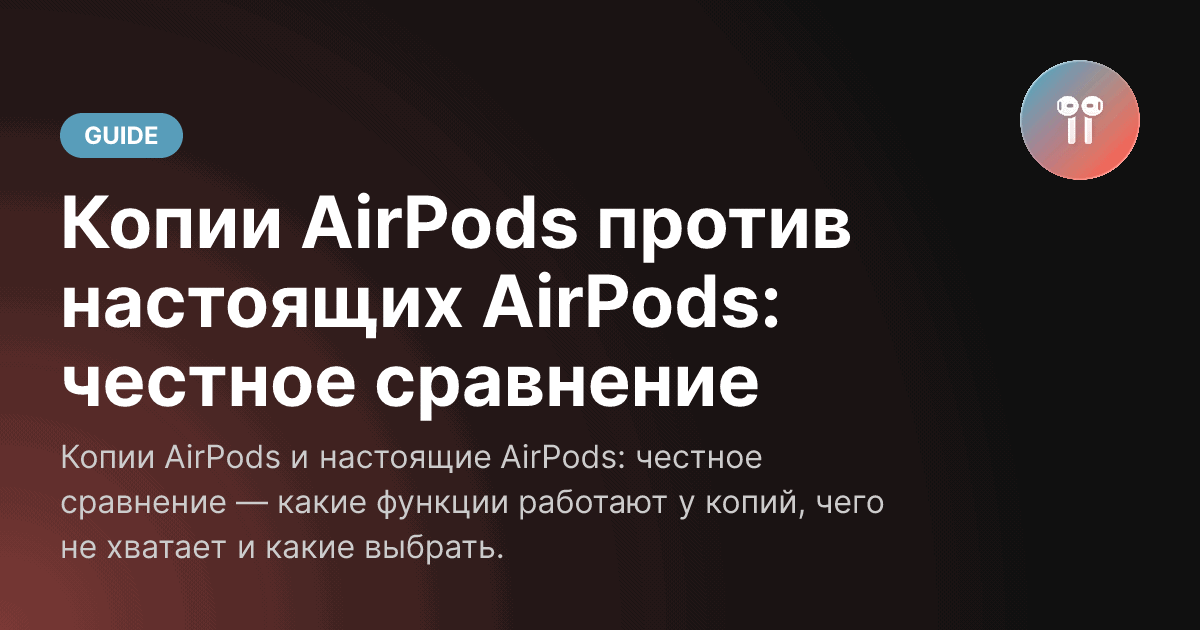 GUIDE
Копии AirPods против
настоящих AirPods:
честное сравнение
Копии AirPods и настоящие AirPods: честное
сравнение — какие функции работают у копий, чего
не хватает и какие выбрать.